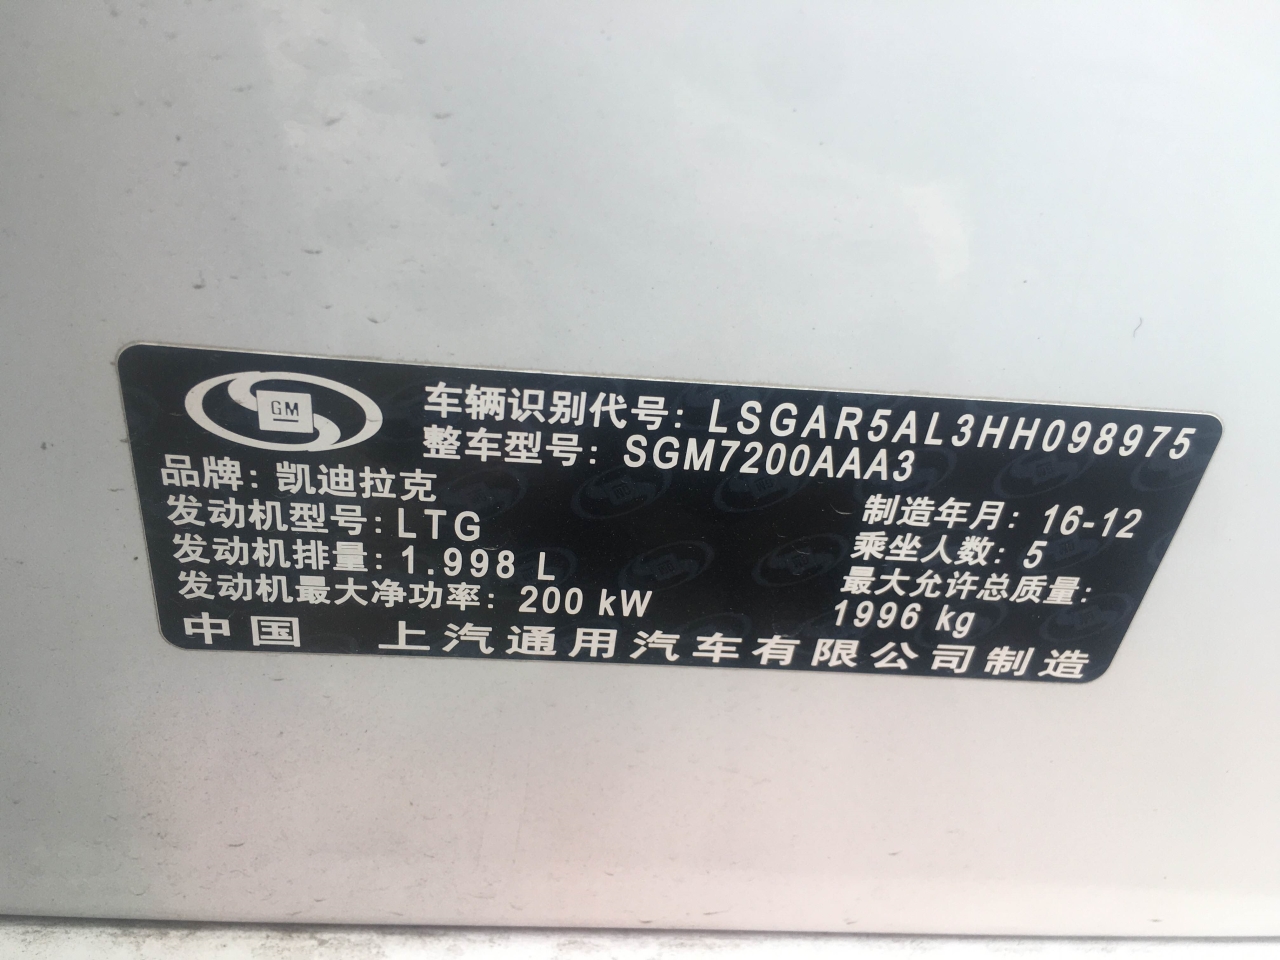 GM
车辆识别代号: LSGAR5AL3HH098975
整车型号: SGM7200AAA3
品牌: 凯迪拉克
发动机型号: LTG
发动机排量: 1.998 L
发动机最大净功率: 200 kW
制造年月: 16-12
乘坐人数: 5
最大允许总质量:
1996 kg
中国 上汽通用汽车有限公司制造